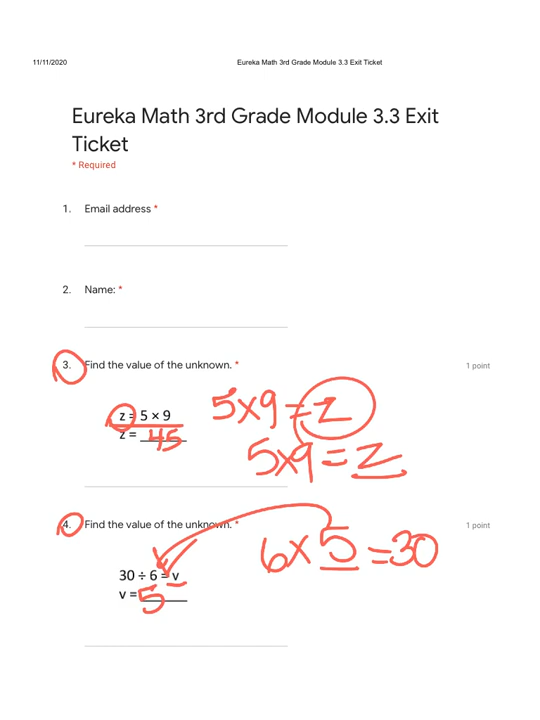 11/11/2020 Eureka Math 3rd Grade Module 3.3 Exit Ticket
Eureka Math 3rd Grade Module 3.3 Exit
Ticket
* Required
1. Email address *
2. Name: *
3. Find the value of the unknown. * 1 point
z = 5 × 9 5x9 = z
z = 45
5x9 = z
4. Find the value of the unknown. * 1 point
6 x 5 = 30
30 ÷ 6 = v
v = 5